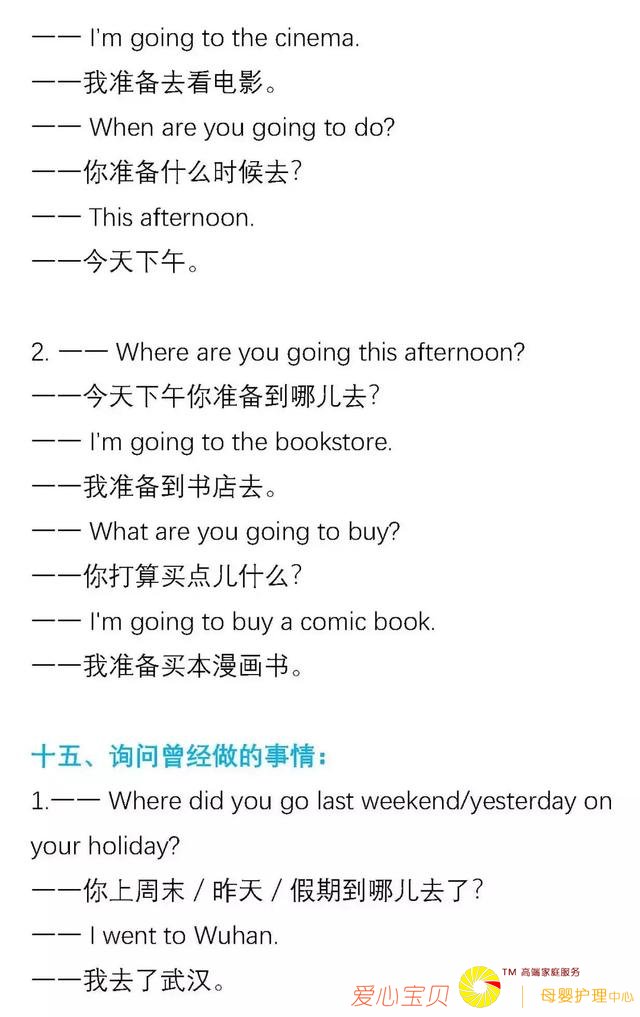 —— I'm going to the cinema.
——我准备去看电影。
—— When are you going to do?
——你准备什么时候去?
—— This afternoon.
——今天下午。
2. —— Where are you going this afternoon?
——今天下午你准备到哪儿去?
—— I'm going to the bookstore.
——我准备到书店去。
—— What are you going to buy?
——你打算买点儿什么?
—— I'm going to buy a comic book.
——我准备买本漫画书。
十五、询问曾经做的事情：
1.—— Where did you go last weekend/yesterday on
your holiday?
——你上周末 / 昨天 / 假期到哪儿去了?
—— I went to Wuhan.
——我去了武汉。
爱心宝贝
TM 高端家庭服务
母婴护理中心